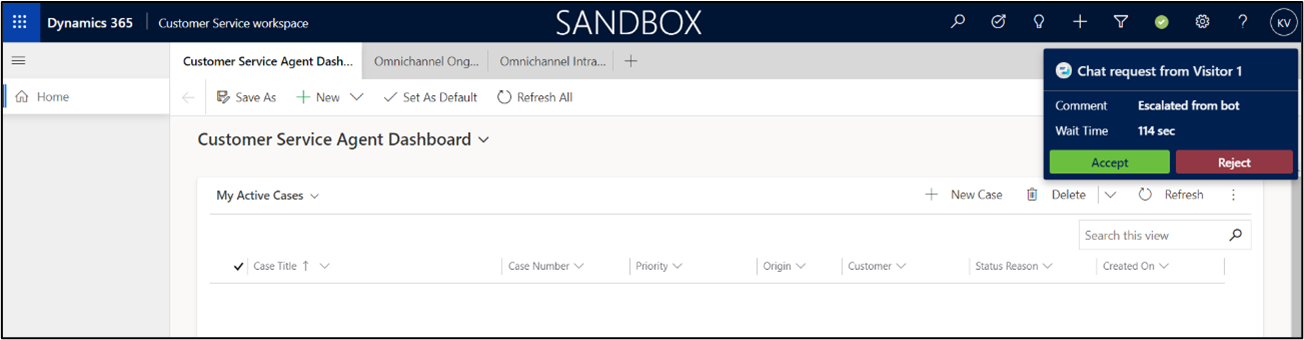 Dynamics 365 Customer Service workspace SANDBOX KV
Customer Service Agent Dash... Omnichannel Ong... Omnichannel Intra...
Chat request from Visitor 1
Home
Save As New Set As Default Refresh All
Comment Escalated from bot
Wait Time 114 sec
Customer Service Agent Dashboard
Accept Reject
My Active Cases New Case Delete Refresh
Search this view
Case Title Case Number Priority Origin Customer Status Reason Created On